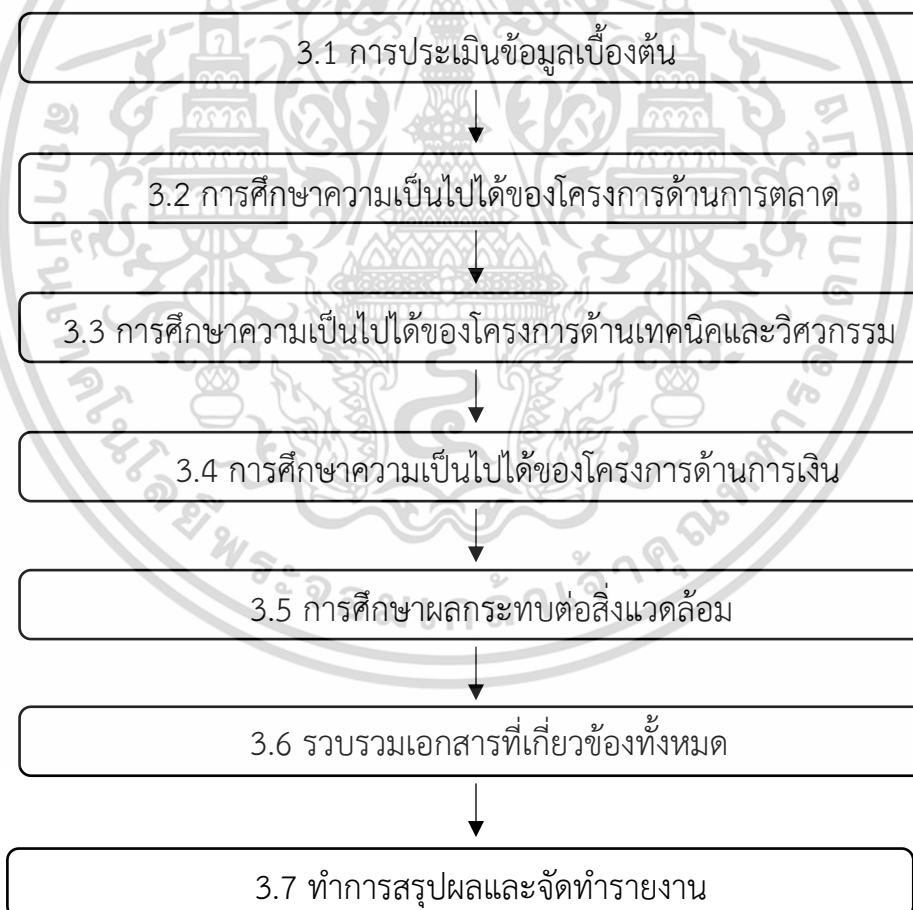 3.1 การประเมินข้อมูลเบื้องต้น
3.2 การศึกษาความเป็นไปได้ของโครงการด้านการตลาด
3.3 การศึกษาความเป็นไปได้ของโครงการด้านเทคนิคและวิศวกรรม
3.4 การศึกษาความเป็นไปได้ของโครงการด้านการเงิน
3.5 การศึกษาผลกระทบต่อสิ่งแวดล้อม
3.6 รวบรวมเอกสารที่เกี่ยวข้องทั้งหมด
3.7 ทำการสรุปผลและจัดทำรายงาน